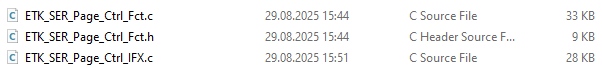 ETK_SER_Page_Ctrl_Fct.c 29.08.2025 15:44 C Source File 33 KB
ETK_SER_Page_Ctrl_Fct.h 29.08.2025 15:44 C Header Source F... 9 KB
ETK_SER_Page_Ctrl_IFX.c 29.08.2025 15:51 C Source File 28 KB